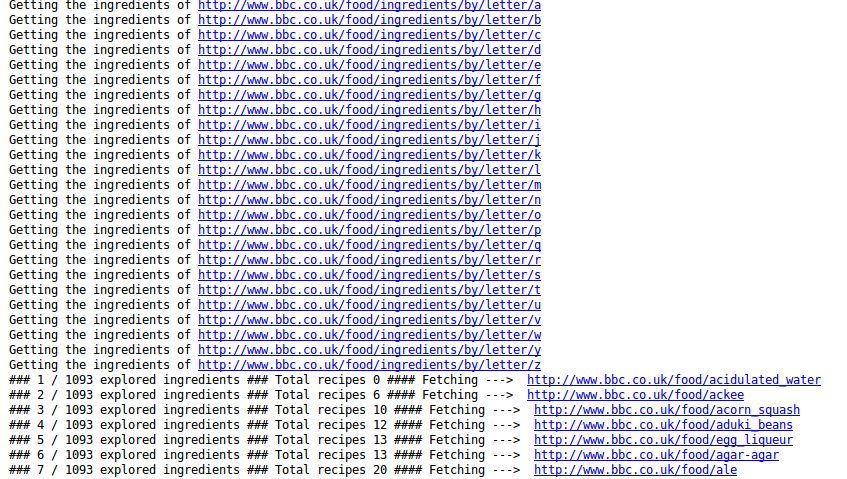 Getting the ingredients of http://www.bbc.co.uk/food/ingredients/by/letter/a
Getting the ingredients of http://www.bbc.co.uk/food/ingredients/by/letter/b
Getting the ingredients of http://www.bbc.co.uk/food/ingredients/by/letter/c
Getting the ingredients of http://www.bbc.co.uk/food/ingredients/by/letter/d
Getting the ingredients of http://www.bbc.co.uk/food/ingredients/by/letter/e
Getting the ingredients of http://www.bbc.co.uk/food/ingredients/by/letter/f
Getting the ingredients of http://www.bbc.co.uk/food/ingredients/by/letter/g
Getting the ingredients of http://www.bbc.co.uk/food/ingredients/by/letter/h
Getting the ingredients of http://www.bbc.co.uk/food/ingredients/by/letter/i
Getting the ingredients of http://www.bbc.co.uk/food/ingredients/by/letter/j
Getting the ingredients of http://www.bbc.co.uk/food/ingredients/by/letter/k
Getting the ingredients of http://www.bbc.co.uk/food/ingredients/by/letter/l
Getting the ingredients of http://www.bbc.co.uk/food/ingredients/by/letter/m
Getting the ingredients of http://www.bbc.co.uk/food/ingredients/by/letter/n
Getting the ingredients of http://www.bbc.co.uk/food/ingredients/by/letter/o
Getting the ingredients of http://www.bbc.co.uk/food/ingredients/by/letter/p
Getting the ingredients of http://www.bbc.co.uk/food/ingredients/by/letter/q
Getting the ingredients of http://www.bbc.co.uk/food/ingredients/by/letter/r
Getting the ingredients of http://www.bbc.co.uk/food/ingredients/by/letter/s
Getting the ingredients of http://www.bbc.co.uk/food/ingredients/by/letter/t
Getting the ingredients of http://www.bbc.co.uk/food/ingredients/by/letter/u
Getting the ingredients of http://www.bbc.co.uk/food/ingredients/by/letter/v
Getting the ingredients of http://www.bbc.co.uk/food/ingredients/by/letter/w
Getting the ingredients of http://www.bbc.co.uk/food/ingredients/by/letter/y
Getting the ingredients of http://www.bbc.co.uk/food/ingredients/by/letter/z
### 1 / 1093 explored ingredients ### Total recipes 0 #### Fetching --->  http://www.bbc.co.uk/food/acidulated_water
### 2 / 1093 explored ingredients ### Total recipes 6 #### Fetching --->  http://www.bbc.co.uk/food/ackee
### 3 / 1093 explored ingredients ### Total recipes 10 #### Fetching --->  http://www.bbc.co.uk/food/acorn_squash
### 4 / 1093 explored ingredients ### Total recipes 12 #### Fetching --->  http://www.bbc.co.uk/food/aduki_beans
### 5 / 1093 explored ingredients ### Total recipes 13 #### Fetching --->  http://www.bbc.co.uk/food/egg_liqueur
### 6 / 1093 explored ingredients ### Total recipes 13 #### Fetching --->  http://www.bbc.co.uk/food/agar-agar
### 7 / 1093 explored ingredients ### Total recipes 20 #### Fetching --->  http://www.bbc.co.uk/food/ale